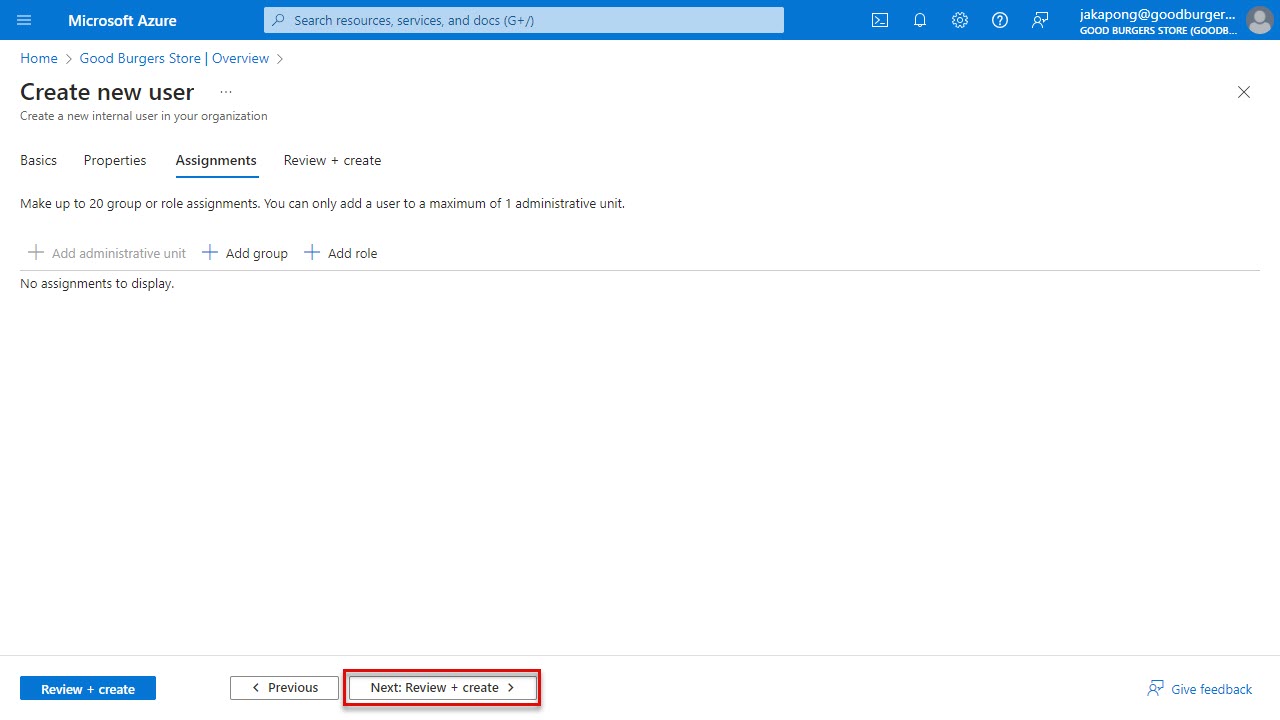 Microsoft Azure
Search resources, services, and docs (G+/)
jakapong@goodburger...
GOOD BURGERS STORE (GOODB...
Home > Good Burgers Store | Overview >
Create new user ...
Create a new internal user in your organization
Basics Properties Assignments Review + create
Make up to 20 group or role assignments. You can only add a user to a maximum of 1 administrative unit.
Add administrative unit Add group Add role
No assignments to display.
Review + create < Previous Next: Review + create > Give feedback